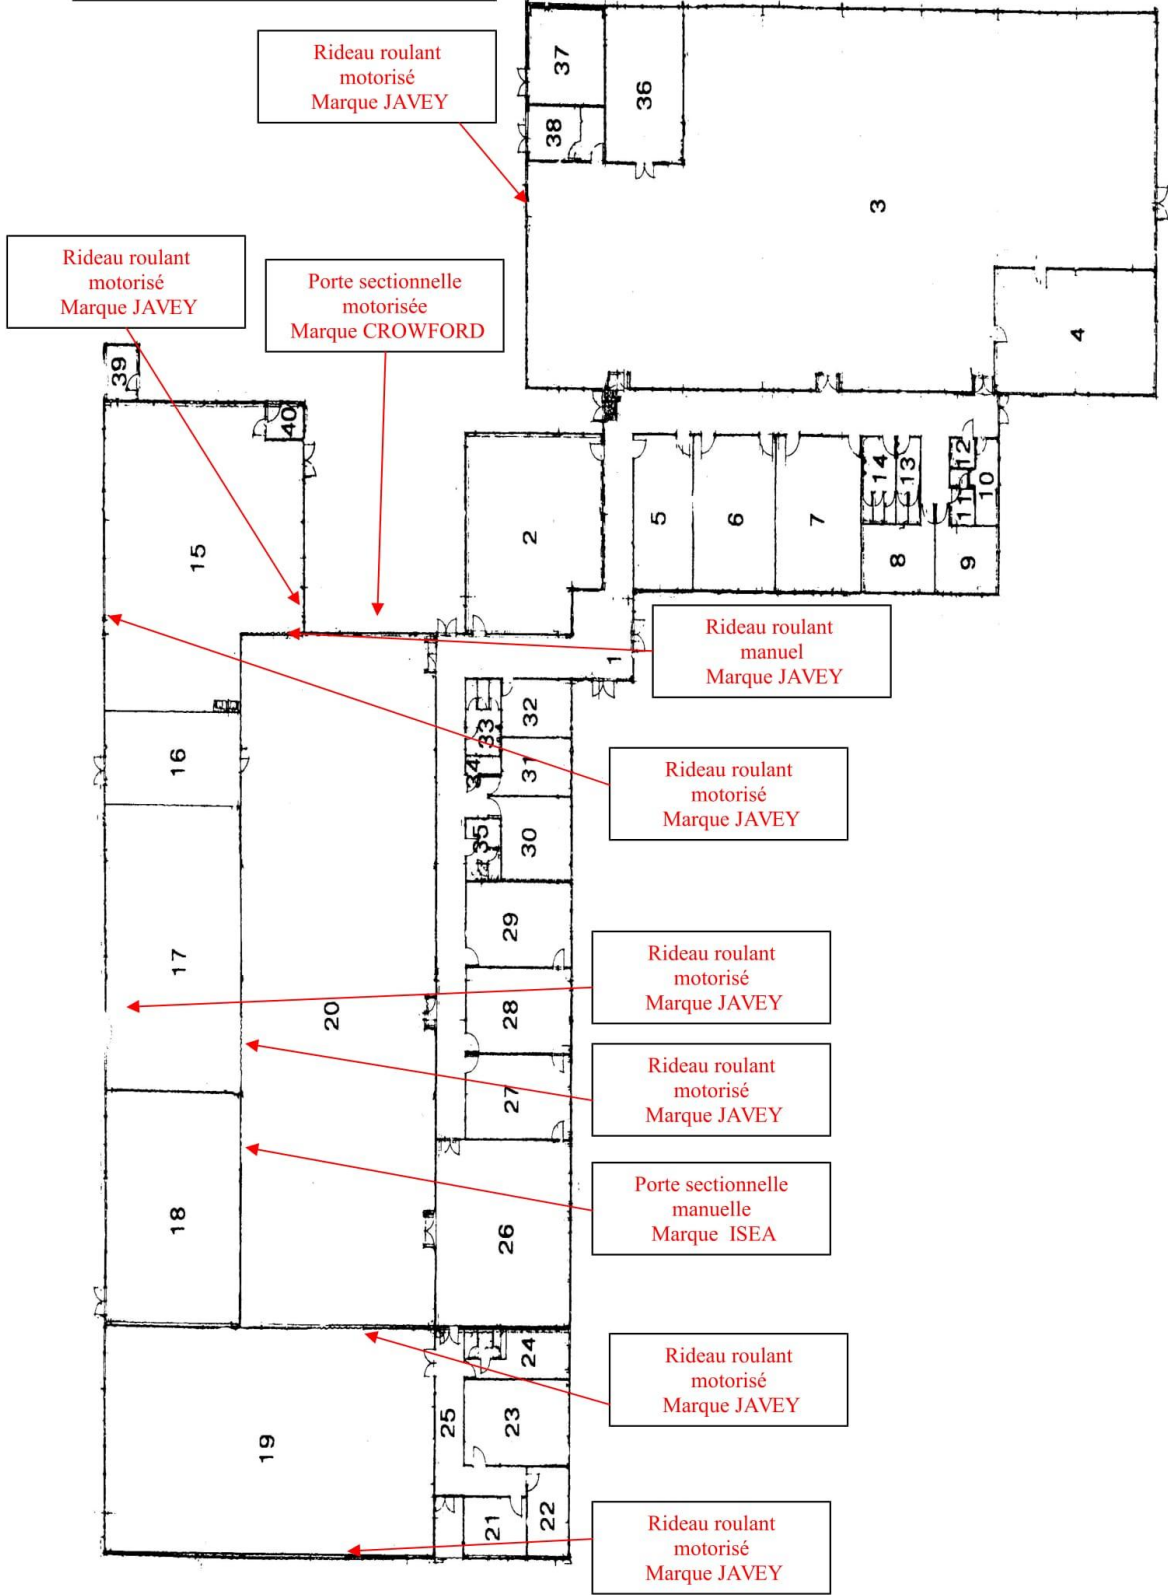 Rideau roulant
motorisé
Marque JAVEY
37
36
38
3
Rideau roulant
motorisé
Marque JAVEY
Porte sectionnelle
motorisée
Marque CROWFORD
4
39
40
14
13
12
11
10
15
2
5
6
7
8
9
Rideau roulant
manuel
Marque JAVEY
1
32
33
31
34
16
Rideau roulant
motorisé
Marque JAVEY
35
30
29
17
Rideau roulant
motorisé
Marque JAVEY
28
20
Rideau roulant
motorisé
Marque JAVEY
27
Porte sectionnelle
manuelle
Marque ISEA
18
26
Rideau roulant
motorisé
Marque JAVEY
24
25
23
19
Rideau roulant
motorisé
Marque JAVEY
21
22